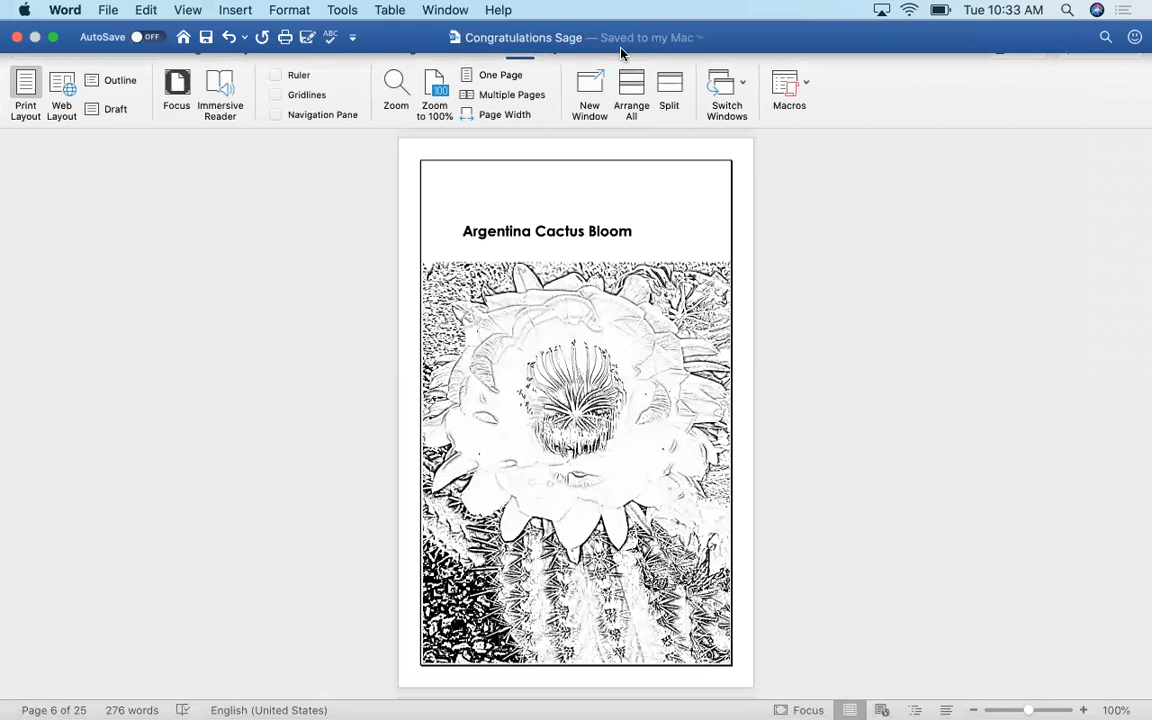 Word File Edit View Insert Format Tools Table Window Help Tue 10:33 AM
AutoSave OFF ABC Congratulations Sage — Saved to my Mac
Print Layout
Web Layout
Outline
Draft
Focus
Immersive Reader
Ruler
Gridlines
Navigation Pane
Zoom
100
Zoom to 100%
One Page
Multiple Pages
Page Width
New Window
Arrange All
Split
Switch Windows
Macros
Argentina Cactus Bloom
Page 6 of 25 276 words English (United States) Focus 100%